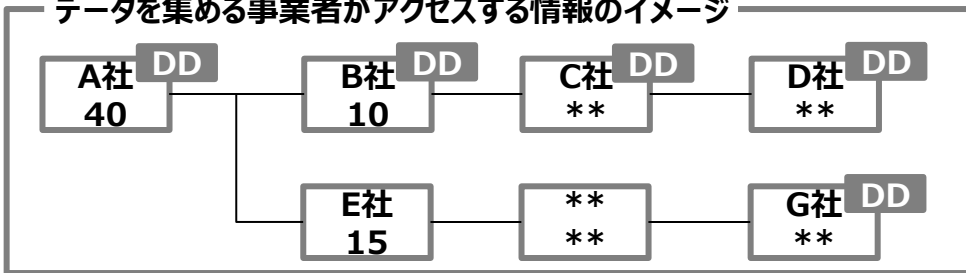 データを集める事業者がアクセスする情報のイメージ
A社 DD
40
B社 DD
10
C社 DD
**
D社 DD
**
E社
15
**
**
G社 DD
**